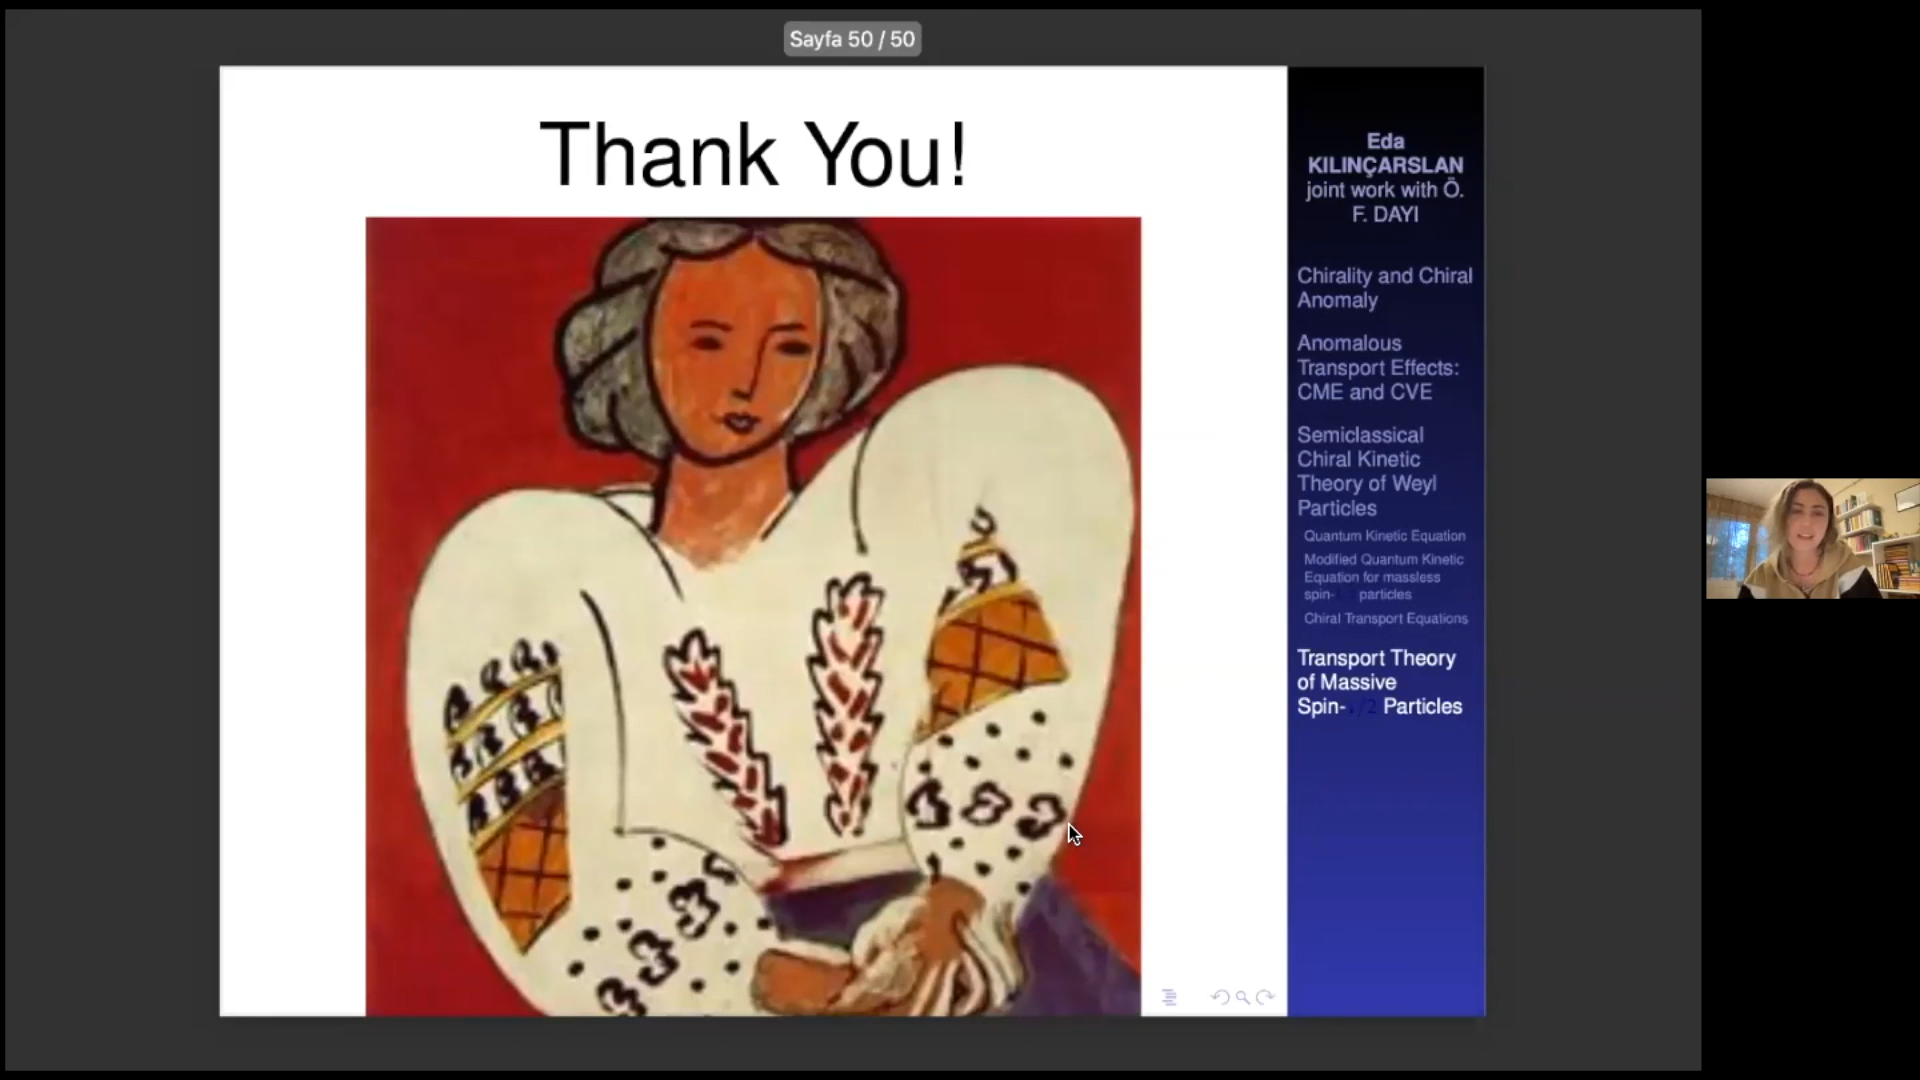 Sayfa 50 / 50
Thank You!
Eda
KILINÇARSLAN
joint work with Ö.
F. DAYI
Chirality and Chiral
Anomaly
Anomalous
Transport Effects:
CME and CVE
Semiclassical
Chiral Kinetic
Theory of Weyl
Particles
Quantum Kinetic Equation
Modified Quantum Kinetic
Equation for massless
spin- particles
Chiral Transport Equations
Transport Theory
of Massive
Spin-1/2 Particles